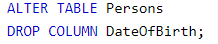 ALTER TABLE Persons
DROP COLUMN DateOfBirth;